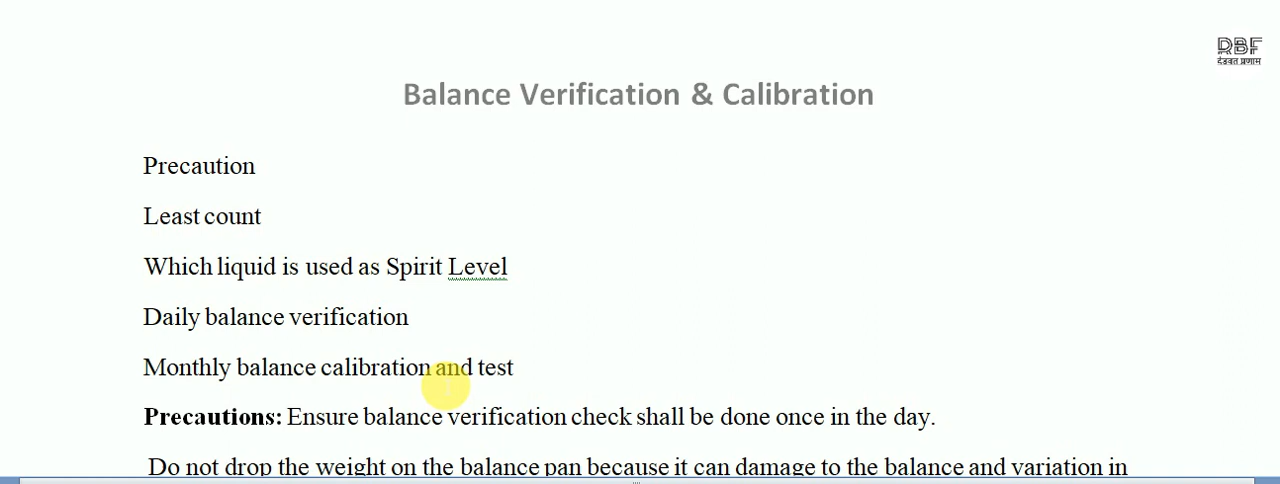 DBF
दंडवत प्रणाम
Balance Verification & Calibration
Precaution
Least count
Which liquid is used as Spirit Level
Daily balance verification
Monthly balance calibration and test
Precautions: Ensure balance verification check shall be done once in the day.
Do not drop the weight on the balance pan because it can damage to the balance and variation in